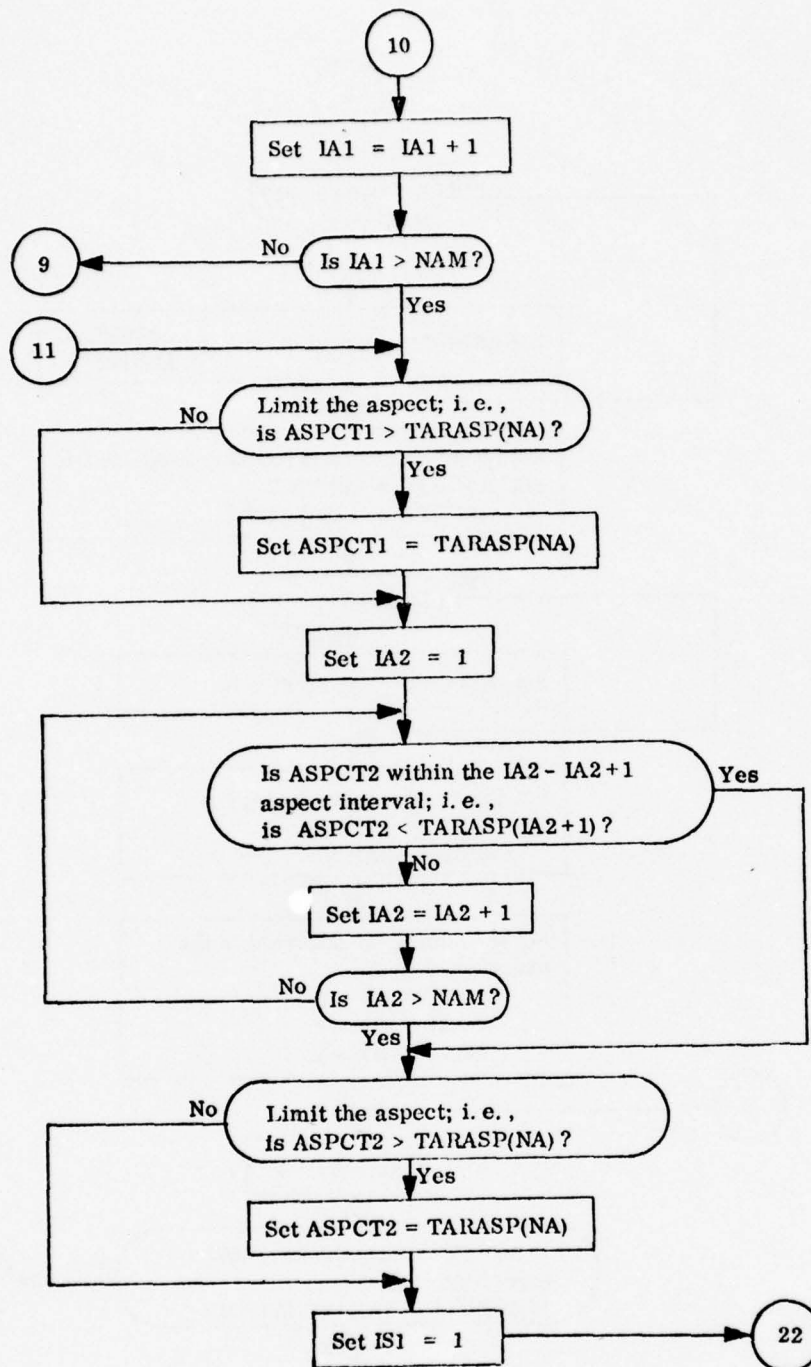 10
Set IA1 = IA1 + 1
9
No
Is IA1 > NAM?
Yes
11
No
Limit the aspect; i. e.,
is ASPCT1 > TARASP(NA)?
Yes
Set ASPCT1 = TARASP(NA)
Set IA2 = 1
Is ASPCT2 within the IA2 - IA2 + 1
aspect interval; i. e.,
is ASPCT2 < TARASP(IA2+1)?
Yes
No
Set IA2 = IA2 + 1
No
Is IA2 > NAM?
Yes
No
Limit the aspect; i. e.,
is ASPCT2 > TARASP(NA)?
Yes
Set ASPCT2 = TARASP(NA)
Set IS1 = 1
22